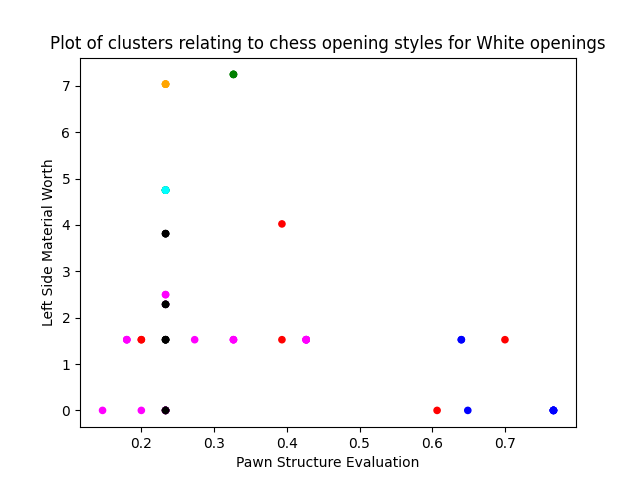 Plot of clusters relating to chess opening styles for White openings
7
6
5
4
3
2
1
0
Left Side Material Worth
0.2 0.3 0.4 0.5 0.6 0.7
Pawn Structure Evaluation